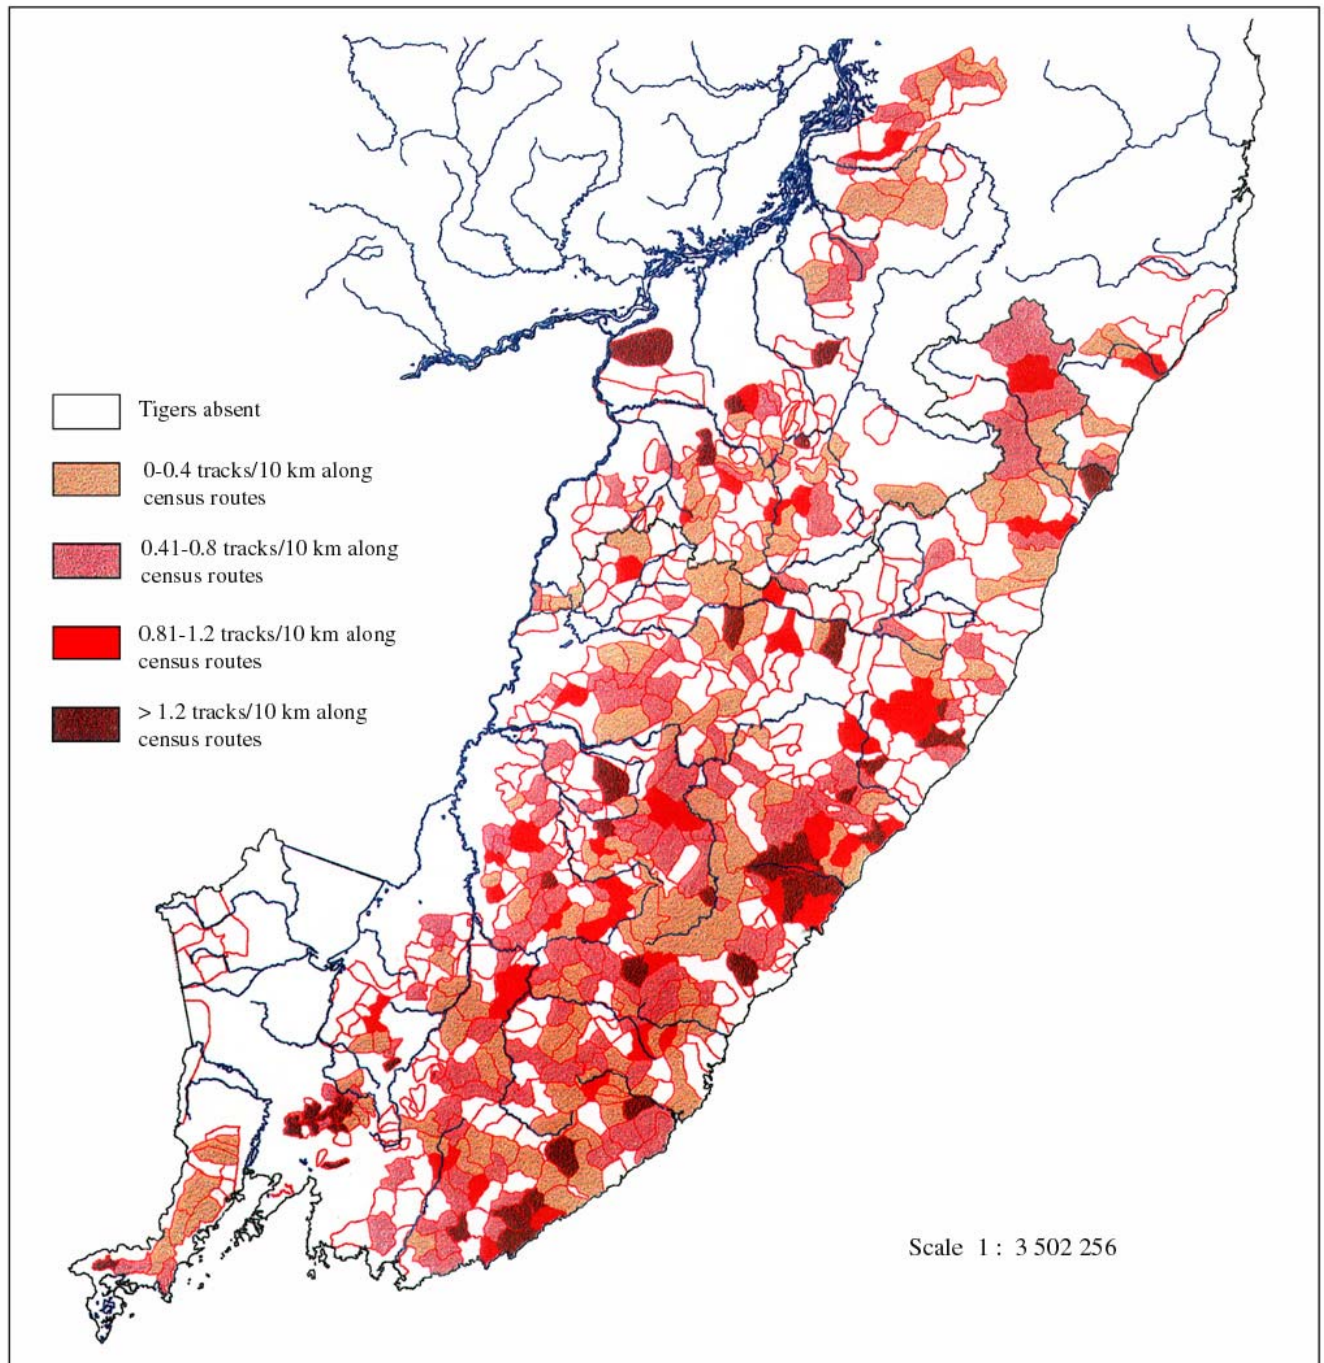 Tigers absent
0-0.4 tracks/10 km along
census routes
0.41-0.8 tracks/10 km along
census routes
0.81-1.2 tracks/10 km along
census routes
> 1.2 tracks/10 km along
census routes
Scale 1 : 3 502 256